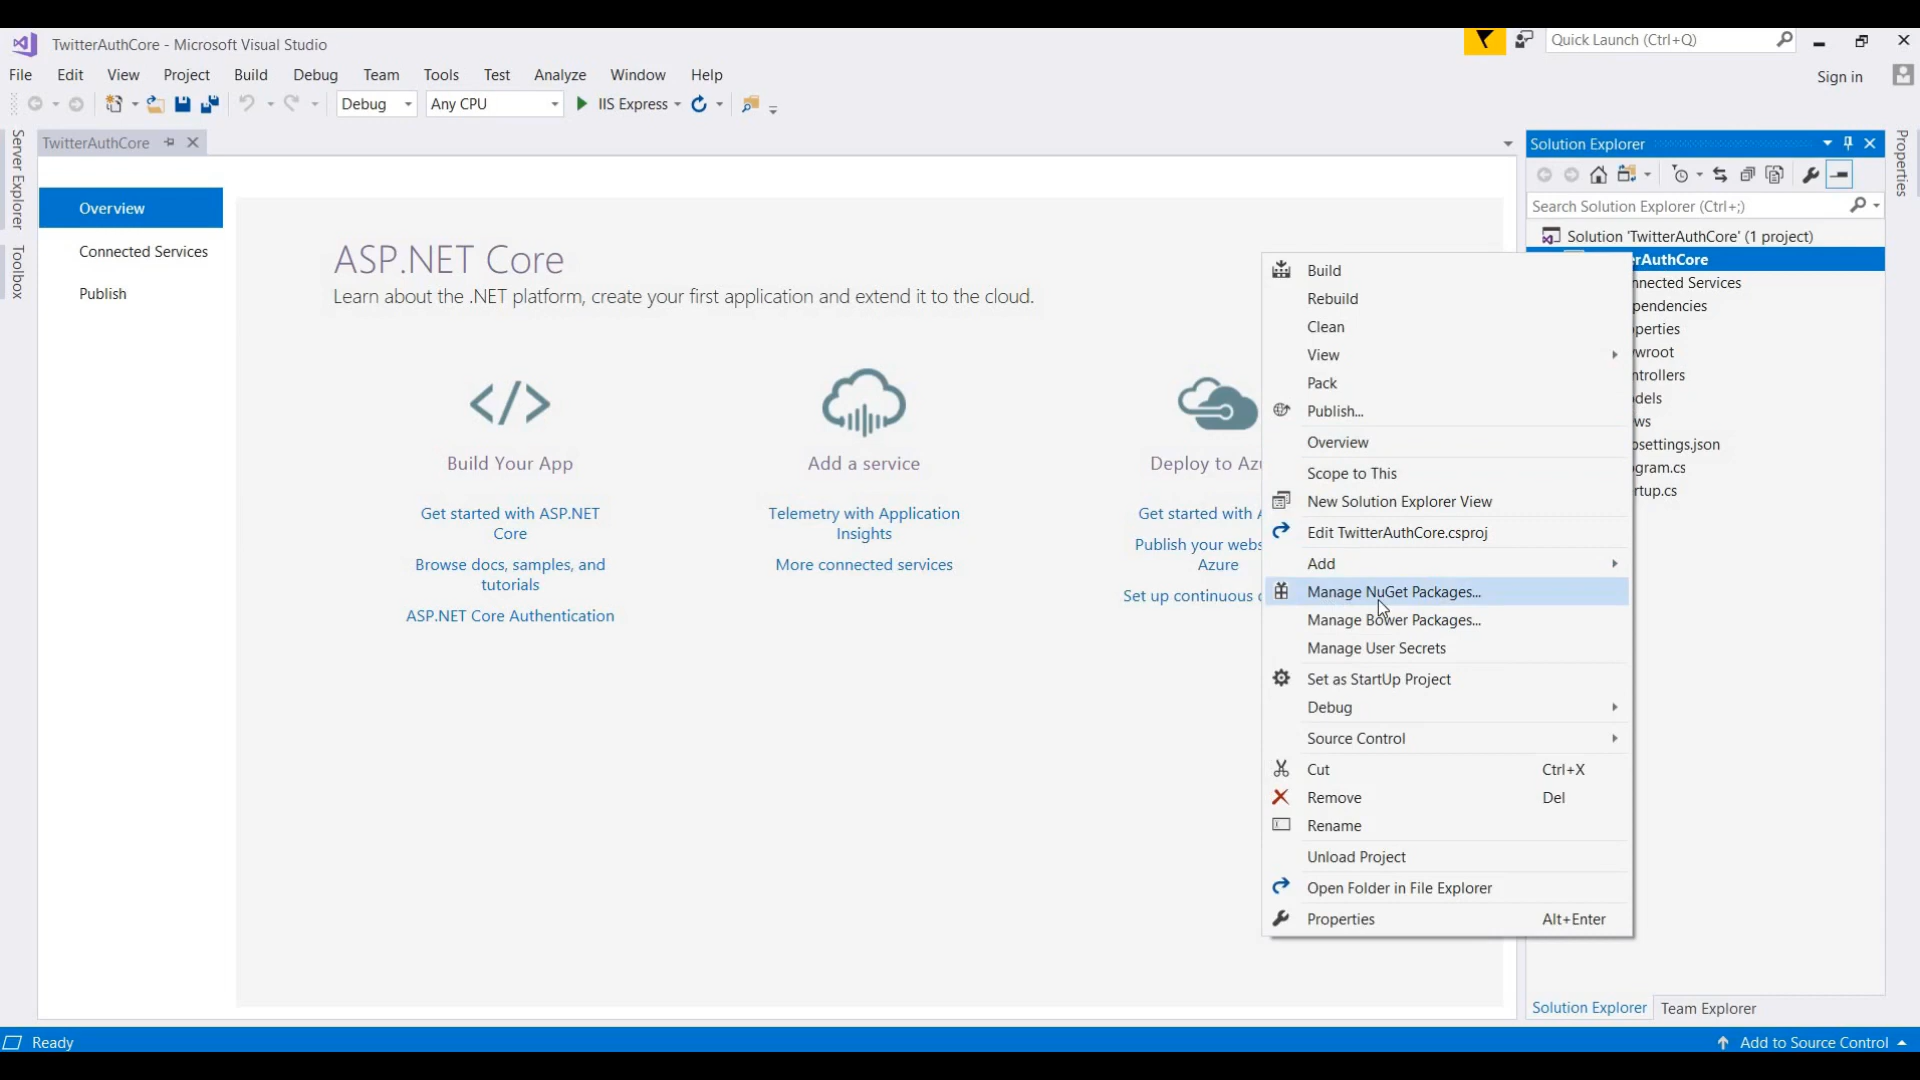 TwitterAuthCore - Microsoft Visual Studio
Quick Launch (Ctrl+Q)
File Edit View Project Build Debug Team Tools Test Analyze Window Help
Sign in
Debug Any CPU IIS Express
Server Explorer
Toolbox
TwitterAuthCore
Overview
Connected Services
Publish
ASP.NET Core
Learn about the .NET platform, create your first application and extend it to the cloud.
Build Your App
Get started with ASP.NET
Core
Browse docs, samples, and
tutorials
ASP.NET Core Authentication
Add a service
Telemetry with Application
Insights
More connected services
Deploy to Azu
Get started with A
Publish your webs
Azure
Set up continuous d
Build
Rebuild
Clean
View
Pack
Publish...
Overview
Scope to This
New Solution Explorer View
Edit TwitterAuthCore.csproj
Add
Manage NuGet Packages...
Manage Bower Packages...
Manage User Secrets
Set as StartUp Project
Debug
Source Control
Cut Ctrl+X
Remove Del
Rename
Unload Project
Open Folder in File Explorer
Properties Alt+Enter
Solution Explorer
Search Solution Explorer (Ctrl+;)
Solution 'TwitterAuthCore' (1 project)
rAuthCore
nnected Services
pendencies
perties
wroot
ntrollers
dels
ws
psettings.json
ogram.cs
rtup.cs
Solution Explorer Team Explorer
Properties
Ready
Add to Source Control